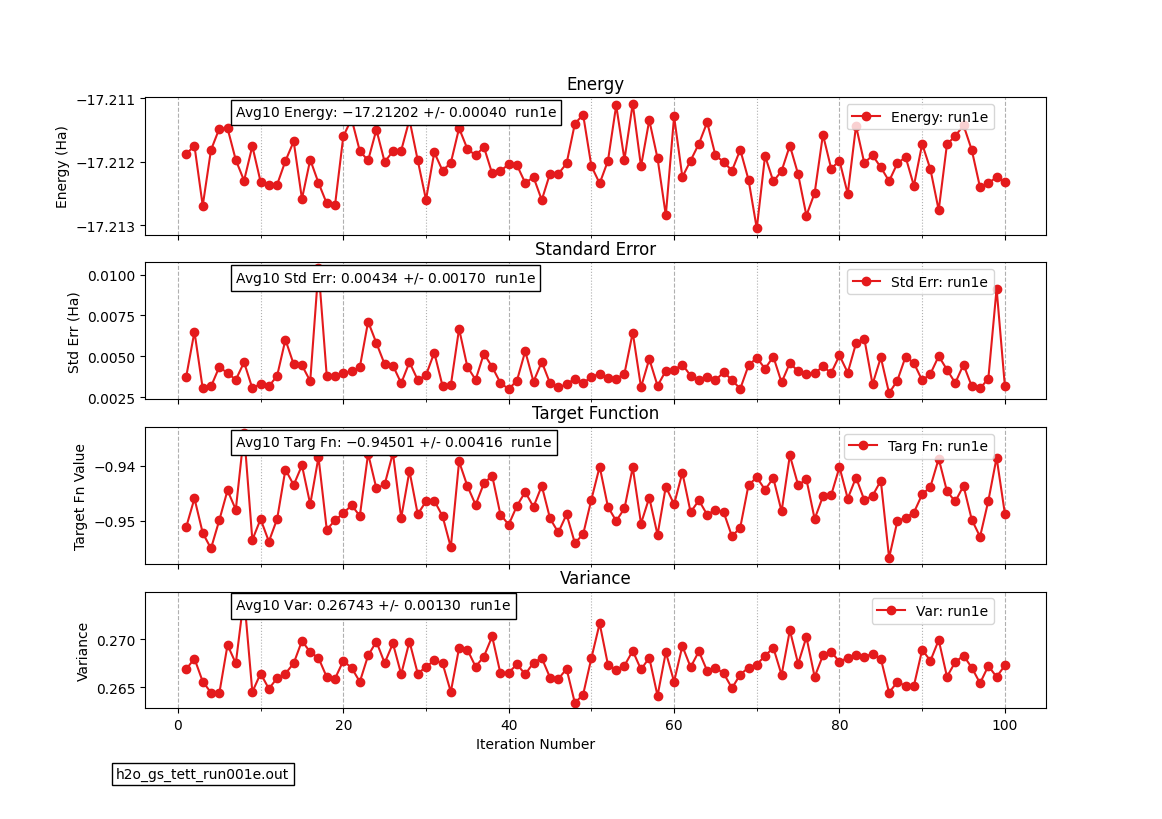 Energy
−17.211
−17.212
−17.213
Energy (Ha)
Avg10 Energy: −17.21202 +/- 0.00040 run1e
Energy: run1e
Standard Error
0.0100
0.0075
0.0050
0.0025
Std Err (Ha)
Avg10 Std Err: 0.00434 +/- 0.00170 run1e
Std Err: run1e
Target Function
−0.94
−0.95
Target Fn Value
Avg10 Targ Fn: −0.94501 +/- 0.00416 run1e
Targ Fn: run1e
Variance
0.270
0.265
Variance
Avg10 Var: 0.26743 +/- 0.00130 run1e
Var: run1e
0 20 40 60 80 100
Iteration Number
h2o_gs_tett_run001e.out